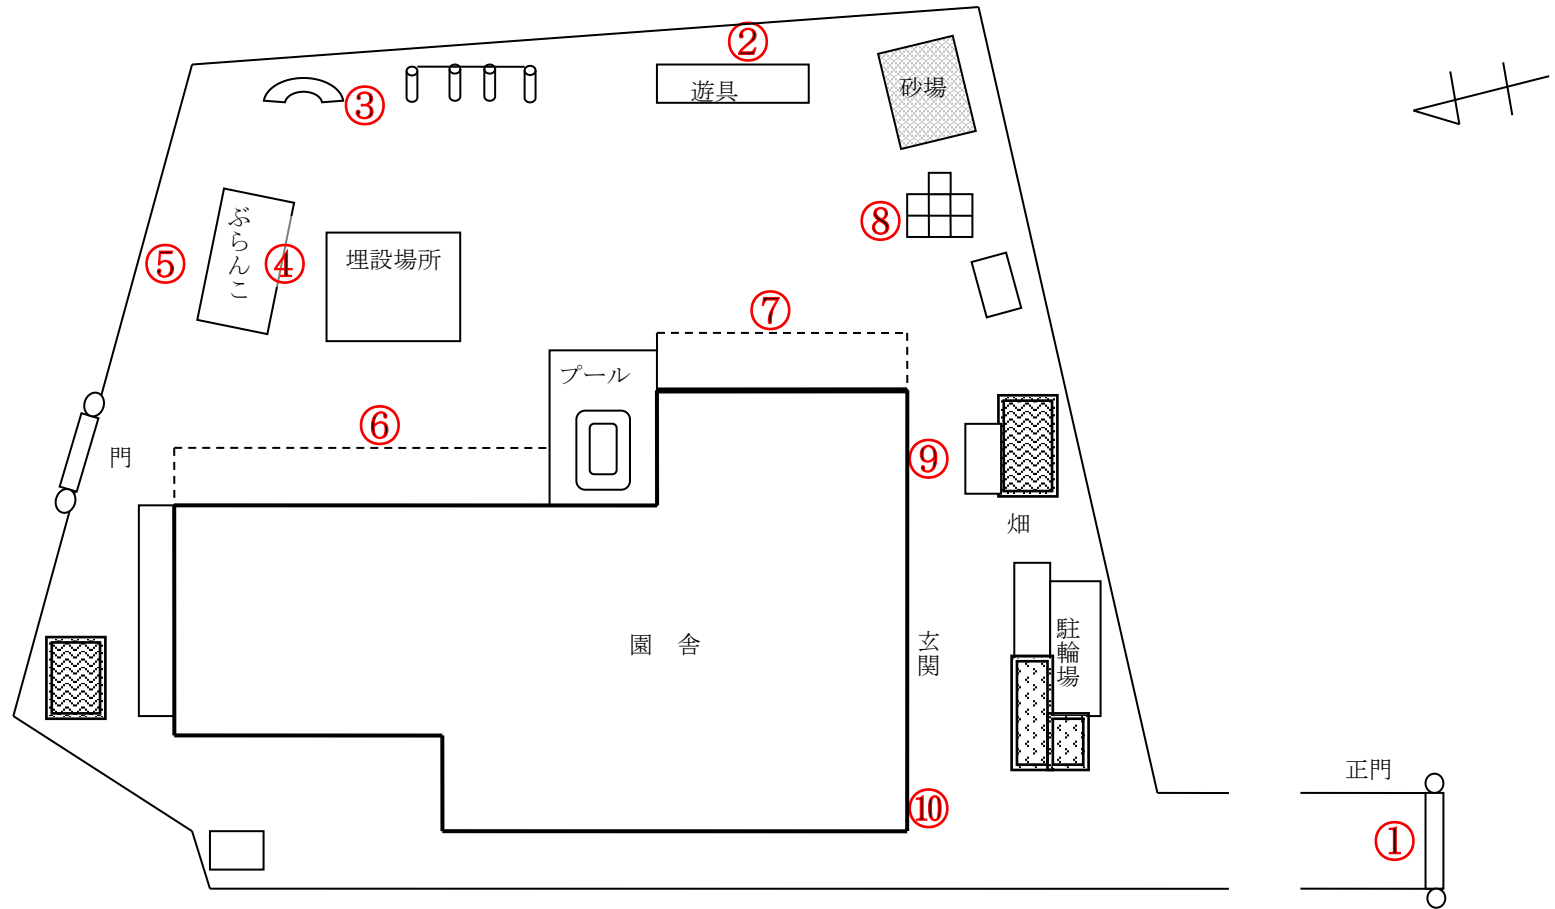 ②
遊具
砂場
③
⑧
ぶらんこ
④
⑤
埋設場所
⑦
プール
⑥
門
⑨
畑
園　舎
玄関
駐輪場
正門
⑩
①